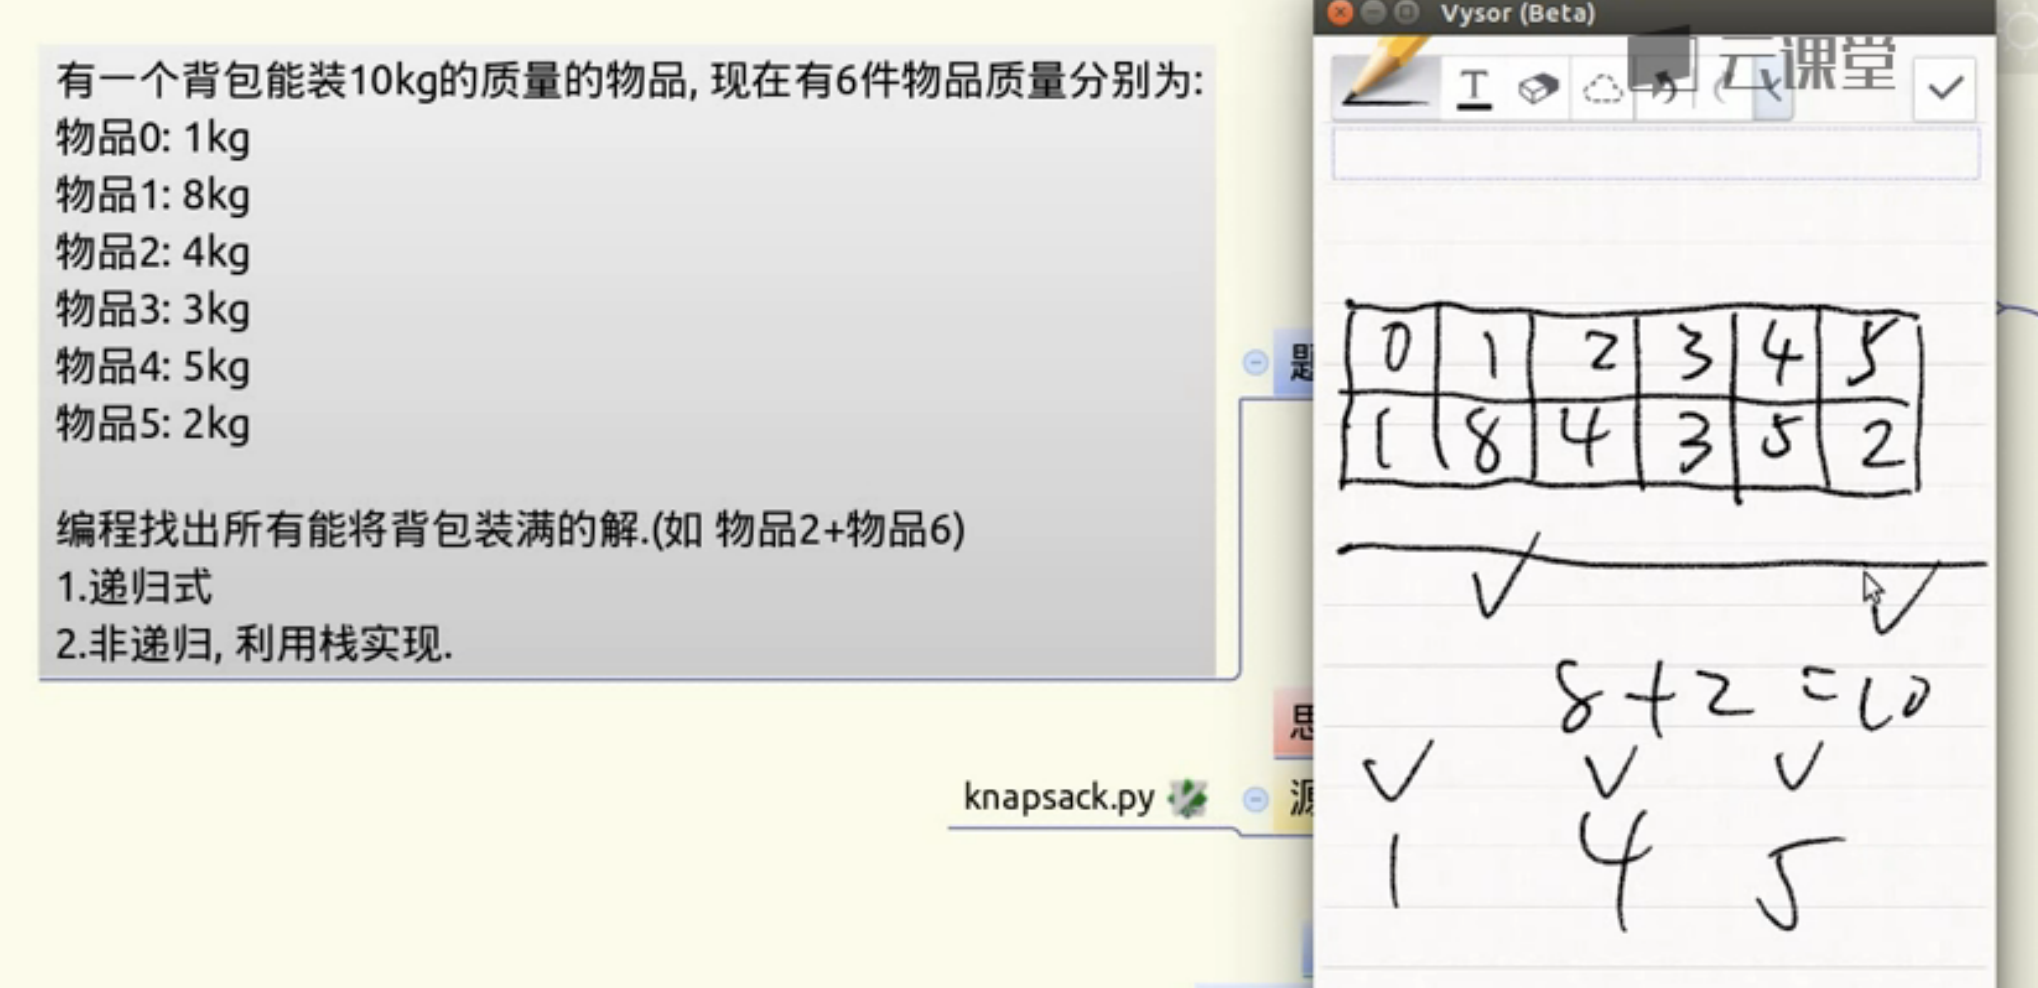 有一个背包能装10kg的质量的物品, 现在有6件物品质量分别为:
物品0: 1kg
物品1: 8kg
物品2: 4kg
物品3: 3kg
物品4: 5kg
物品5: 2kg
编程找出所有能将背包装满的解.(如 物品2+物品6)
1.递归式
2.非递归, 利用栈实现.
题
思
knapsack.py
源
Vysor (Beta)
云课堂
T
0 1 2 3 4 5
1 8 4 3 5 2
8+2=10
1 4 5